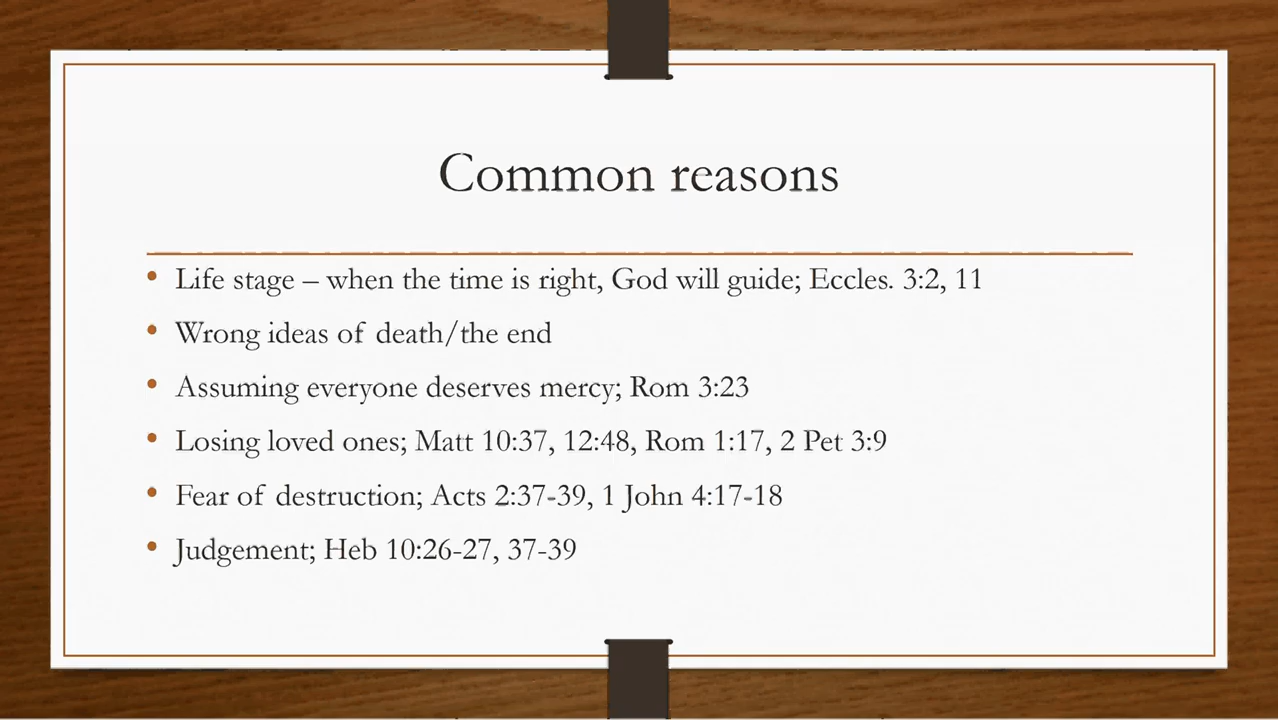 Common reasons
• Life stage – when the time is right, God will guide; Eccles. 3:2, 11
• Wrong ideas of death/the end
• Assuming everyone deserves mercy; Rom 3:23
• Losing loved ones; Matt 10:37, 12:48, Rom 1:17, 2 Pet 3:9
• Fear of destruction; Acts 2:37-39, 1 John 4:17-18
• Judgement; Heb 10:26-27, 37-39